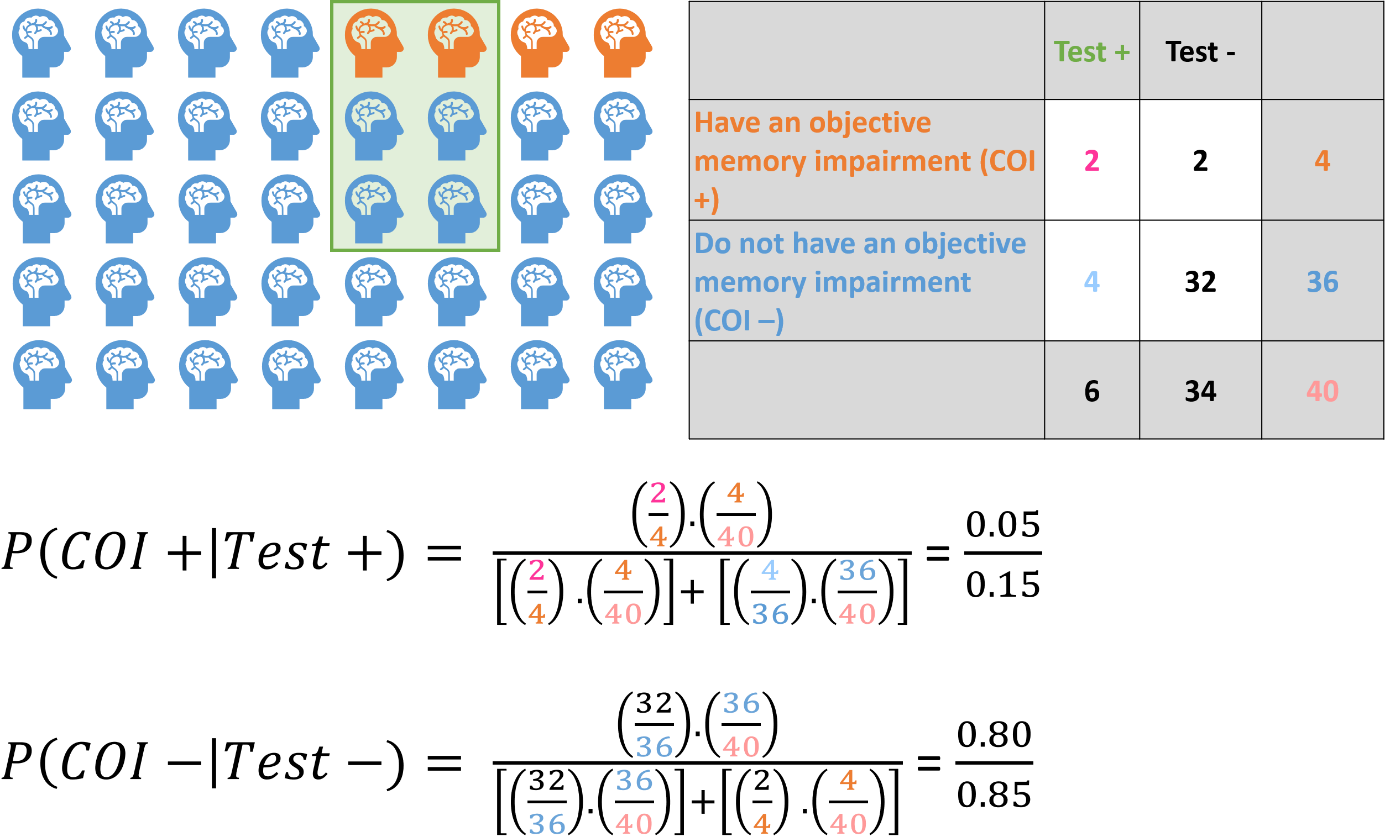 Test + Test -
Have an objective
memory impairment (COI
+)
2 2 4
Do not have an objective
memory impairment
(COI –)
4 32 36
6 34 40
P(COI +|Test +) = ((2/4).(4/40)) / ([(2/4).(4/40)]+[(4/36).(36/40)]) = 0.05/0.15
P(COI −|Test −) = ((32/36).(36/40)) / ([(32/36).(36/40)]+[(2/4).(4/40)]) = 0.80/0.85